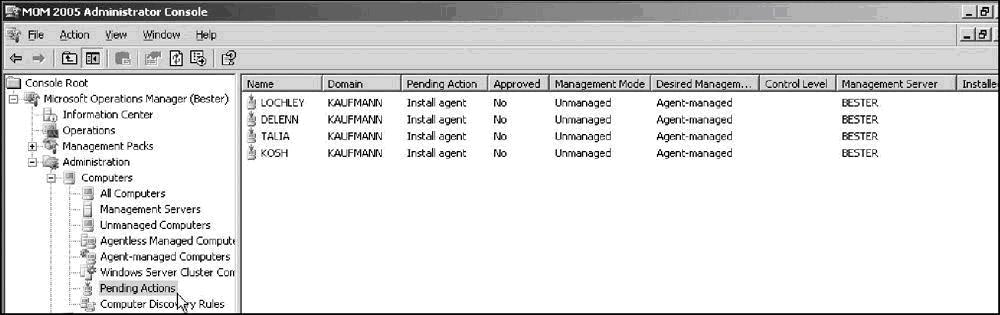 MOM 2005 Administrator Console
File Action View Window Help
Console Root
Microsoft Operations Manager (Bester)
Information Center
Operations
Management Packs
Administration
Computers
All Computers
Management Servers
Unmanaged Computers
Agentless Managed Compute
Agent-managed Computers
Windows Server Cluster Com
Pending Actions
Computer Discovery Rules
Name Domain Pending Action Approved Management Mode Desired Managem... Control Level Management Server Installe
LOCHLEY KAUFMANN Install agent No Unmanaged Agent-managed BESTER
DELENN KAUFMANN Install agent No Unmanaged Agent-managed BESTER
TALIA KAUFMANN Install agent No Unmanaged Agent-managed BESTER
KOSH KAUFMANN Install agent No Unmanaged Agent-managed BESTER